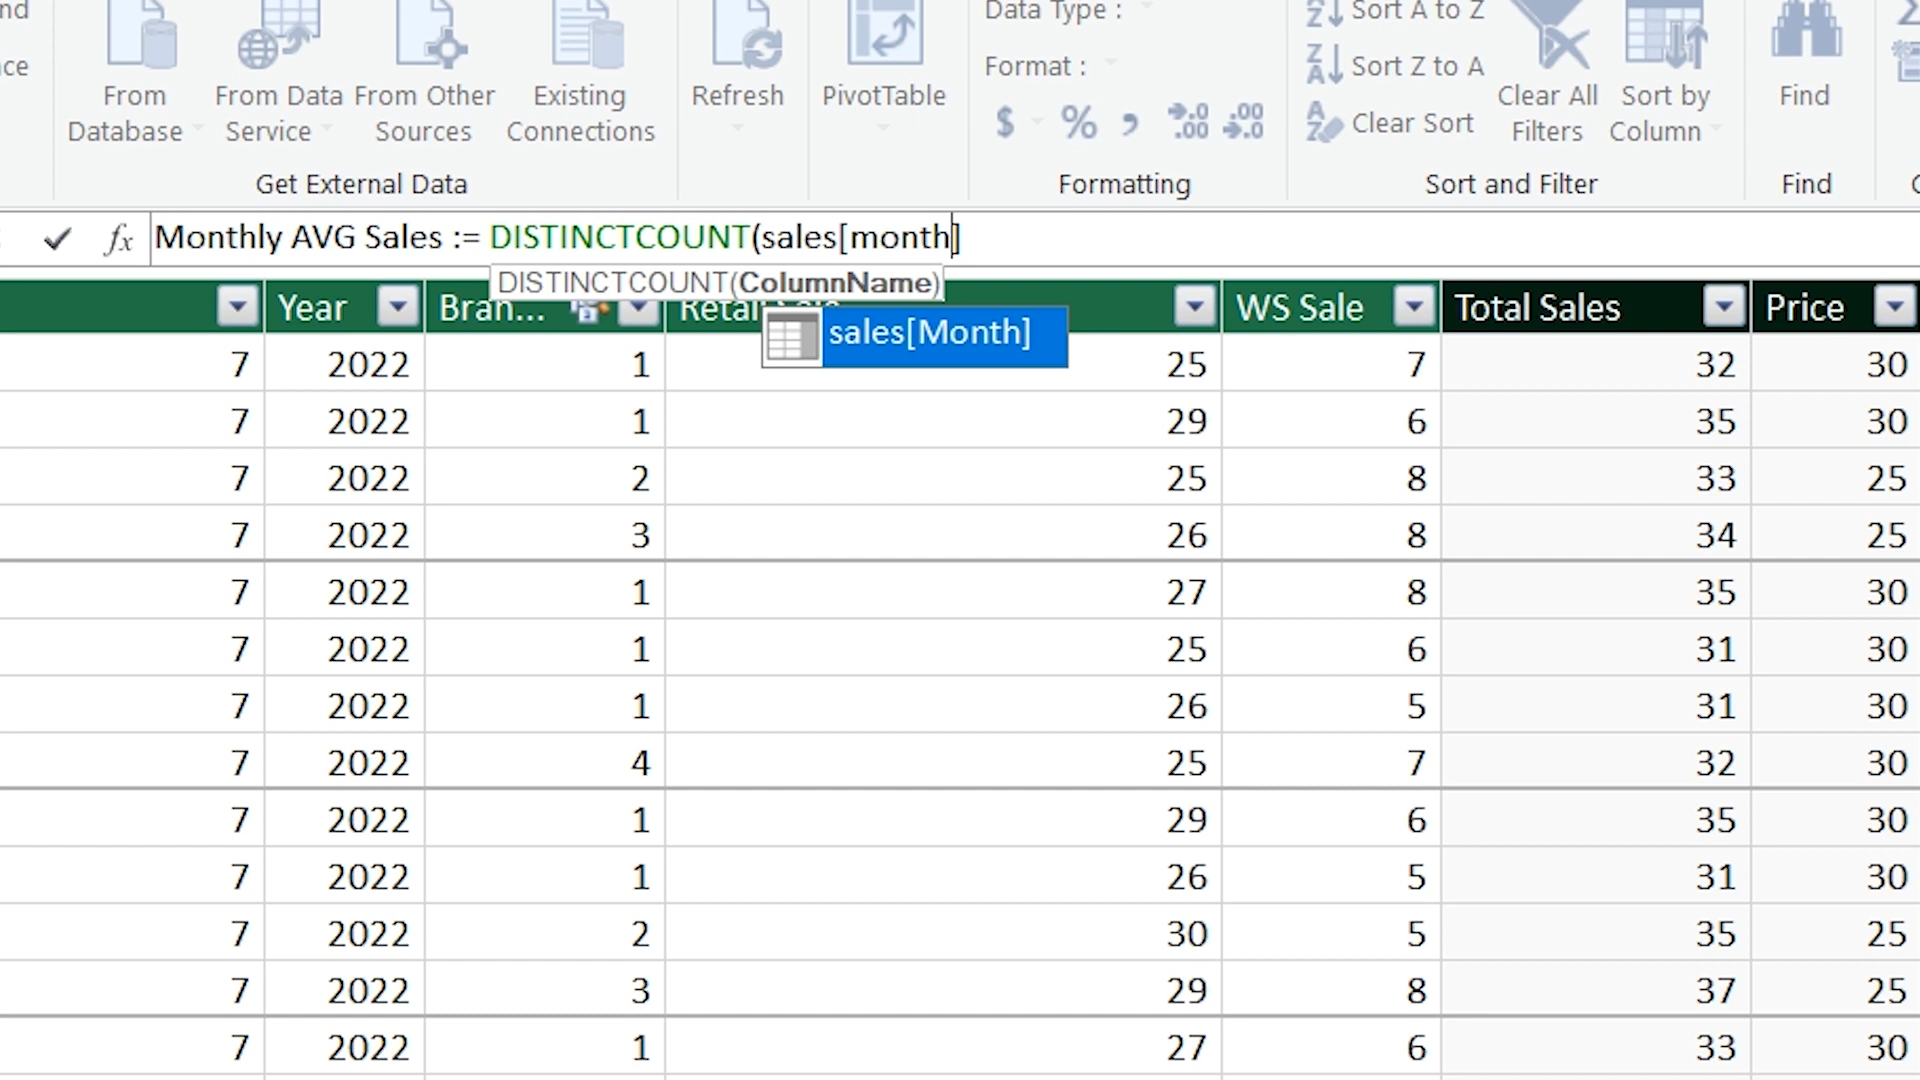 Data Type :
Sort A to Z
Format :
Sort Z to A
From Database
From Data Service
From Other Sources
Existing Connections
Refresh
PivotTable
$ % , .0 .00 .00 .0
Clear Sort
Clear All Filters
Sort by Column
Find
Get External Data
Formatting
Sort and Filter
Find
fx Monthly AVG Sales := DISTINCTCOUNT(sales[month]
DISTINCTCOUNT(ColumnName)
Year Bran... Retail Sale WS Sale Total Sales Price
sales[Month]
7 2022 1 25 7 32 30
7 2022 1 29 6 35 30
7 2022 2 25 8 33 25
7 2022 3 26 8 34 25
7 2022 1 27 8 35 30
7 2022 1 25 6 31 30
7 2022 1 26 5 31 30
7 2022 4 25 7 32 30
7 2022 1 29 6 35 30
7 2022 1 26 5 31 30
7 2022 2 30 5 35 25
7 2022 3 29 8 37 25
7 2022 1 27 6 33 30